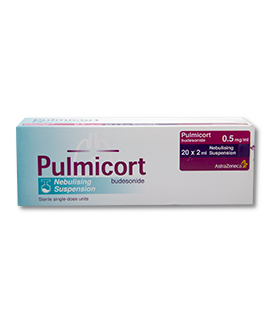 Pulmicort
budesonide
Nebulising
Suspension
Sterile single dose units
Pulmicort
budesonide
0.5 mg/ml
20 x 2 ml
Nebulising
Suspension
AstraZeneca